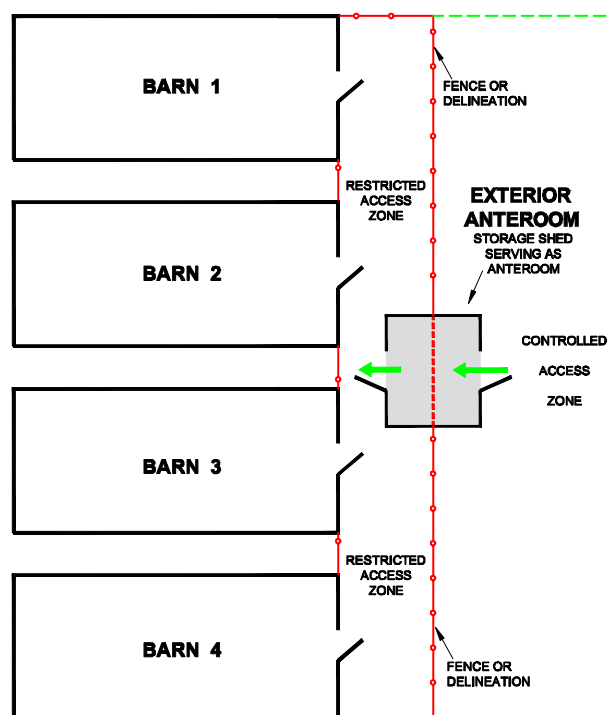 BARN 1
FENCE OR
DELINEATION
RESTRICTED
ACCESS
ZONE
EXTERIOR
ANTEROOM
STORAGE SHED
SERVING AS
ANTEROOM
BARN 2
CONTROLLED
ACCESS
ZONE
BARN 3
RESTRICTED
ACCESS
ZONE
BARN 4
FENCE OR
DELINEATION